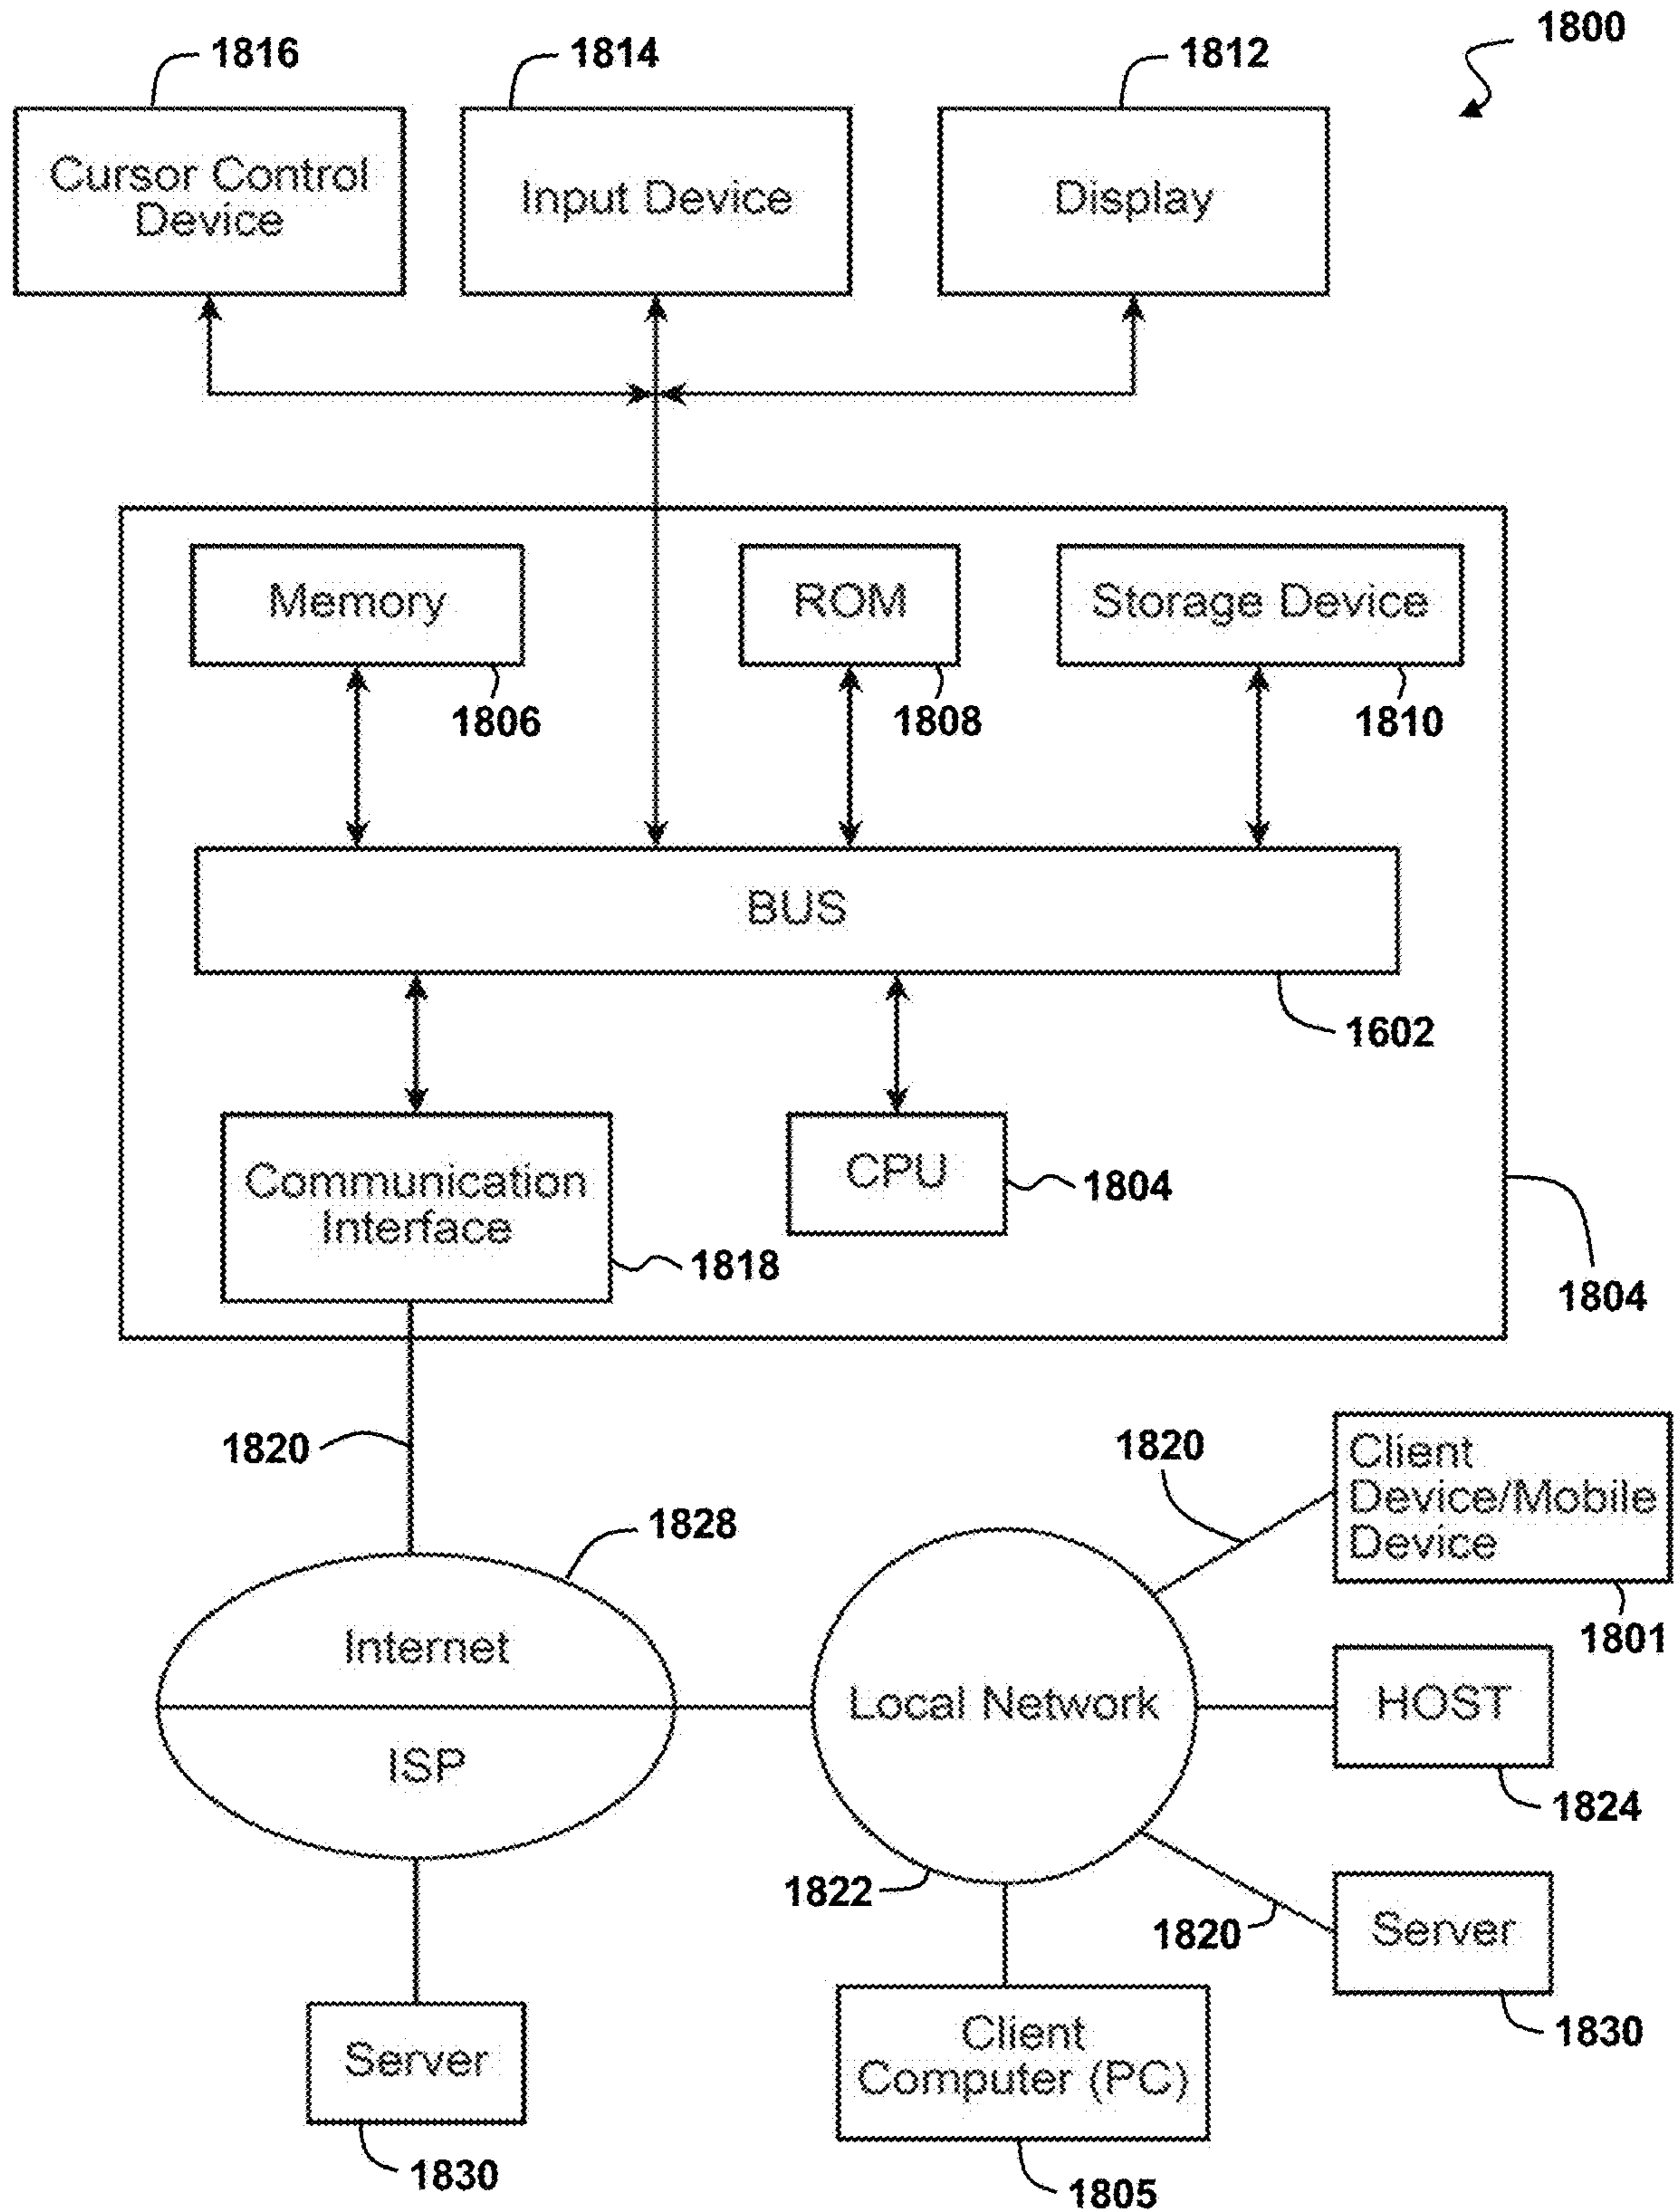 1800
1816
1814
1812
Cursor Control
Device
Input Device
Display
Memory
ROM
Storage Device
1806
1808
1810
BUS
1602
Communication
Interface
CPU
1804
1818
1804
1820
1820
Client
Device/Mobile
Device
1828
1801
Internet
ISP
Local Network
HOST
1824
1822
1820
Server
1830
Server
1830
Client
Computer (PC)
1805